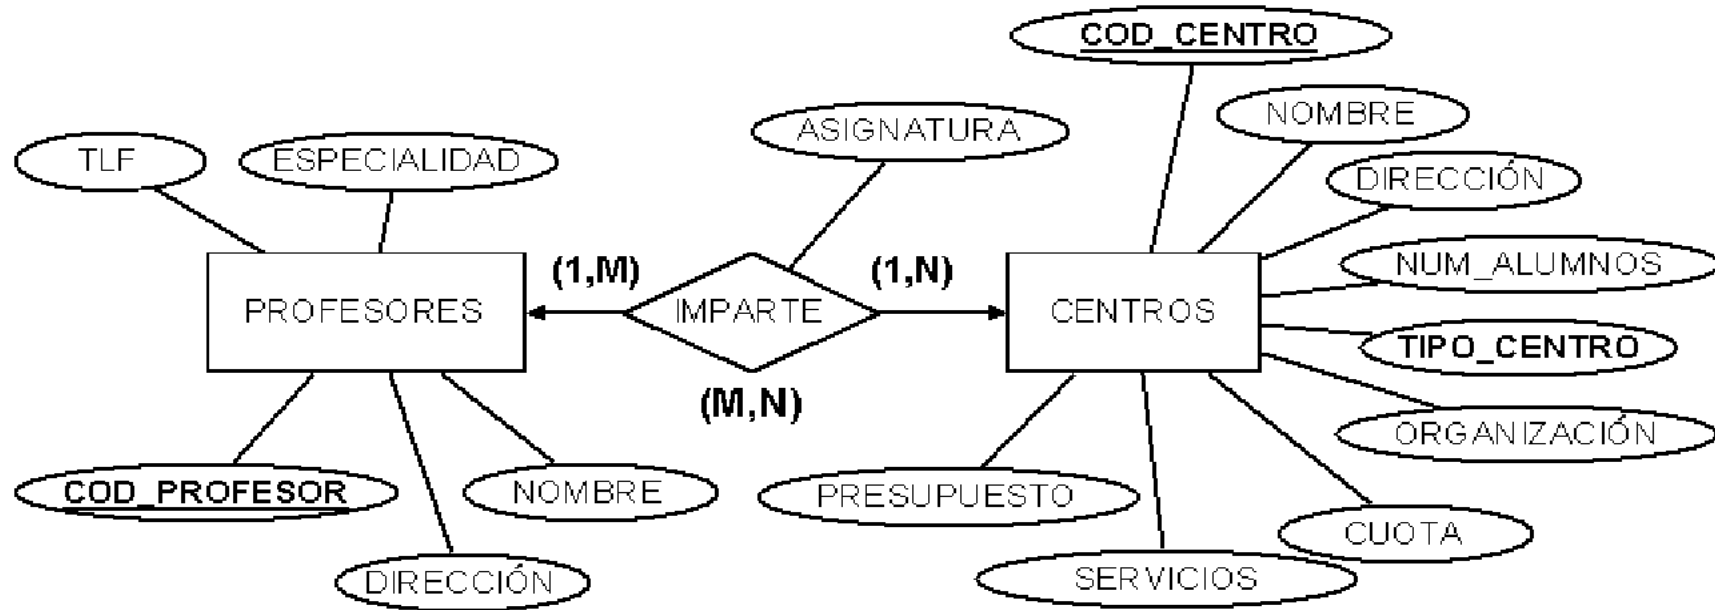 COD_CENTRO
NOMBRE
ASIGNATURA
TLF
ESPECIALIDAD
DIRECCIÓN
(1,M)
(1,N)
NUM_ALUMNOS
PROFESORES
IMPARTE
CENTROS
TIPO_CENTRO
(M,N)
ORGANIZACIÓN
COD_PROFESOR
NOMBRE
PRESUPUESTO
CUOTA
DIRECCIÓN
SERVICIOS